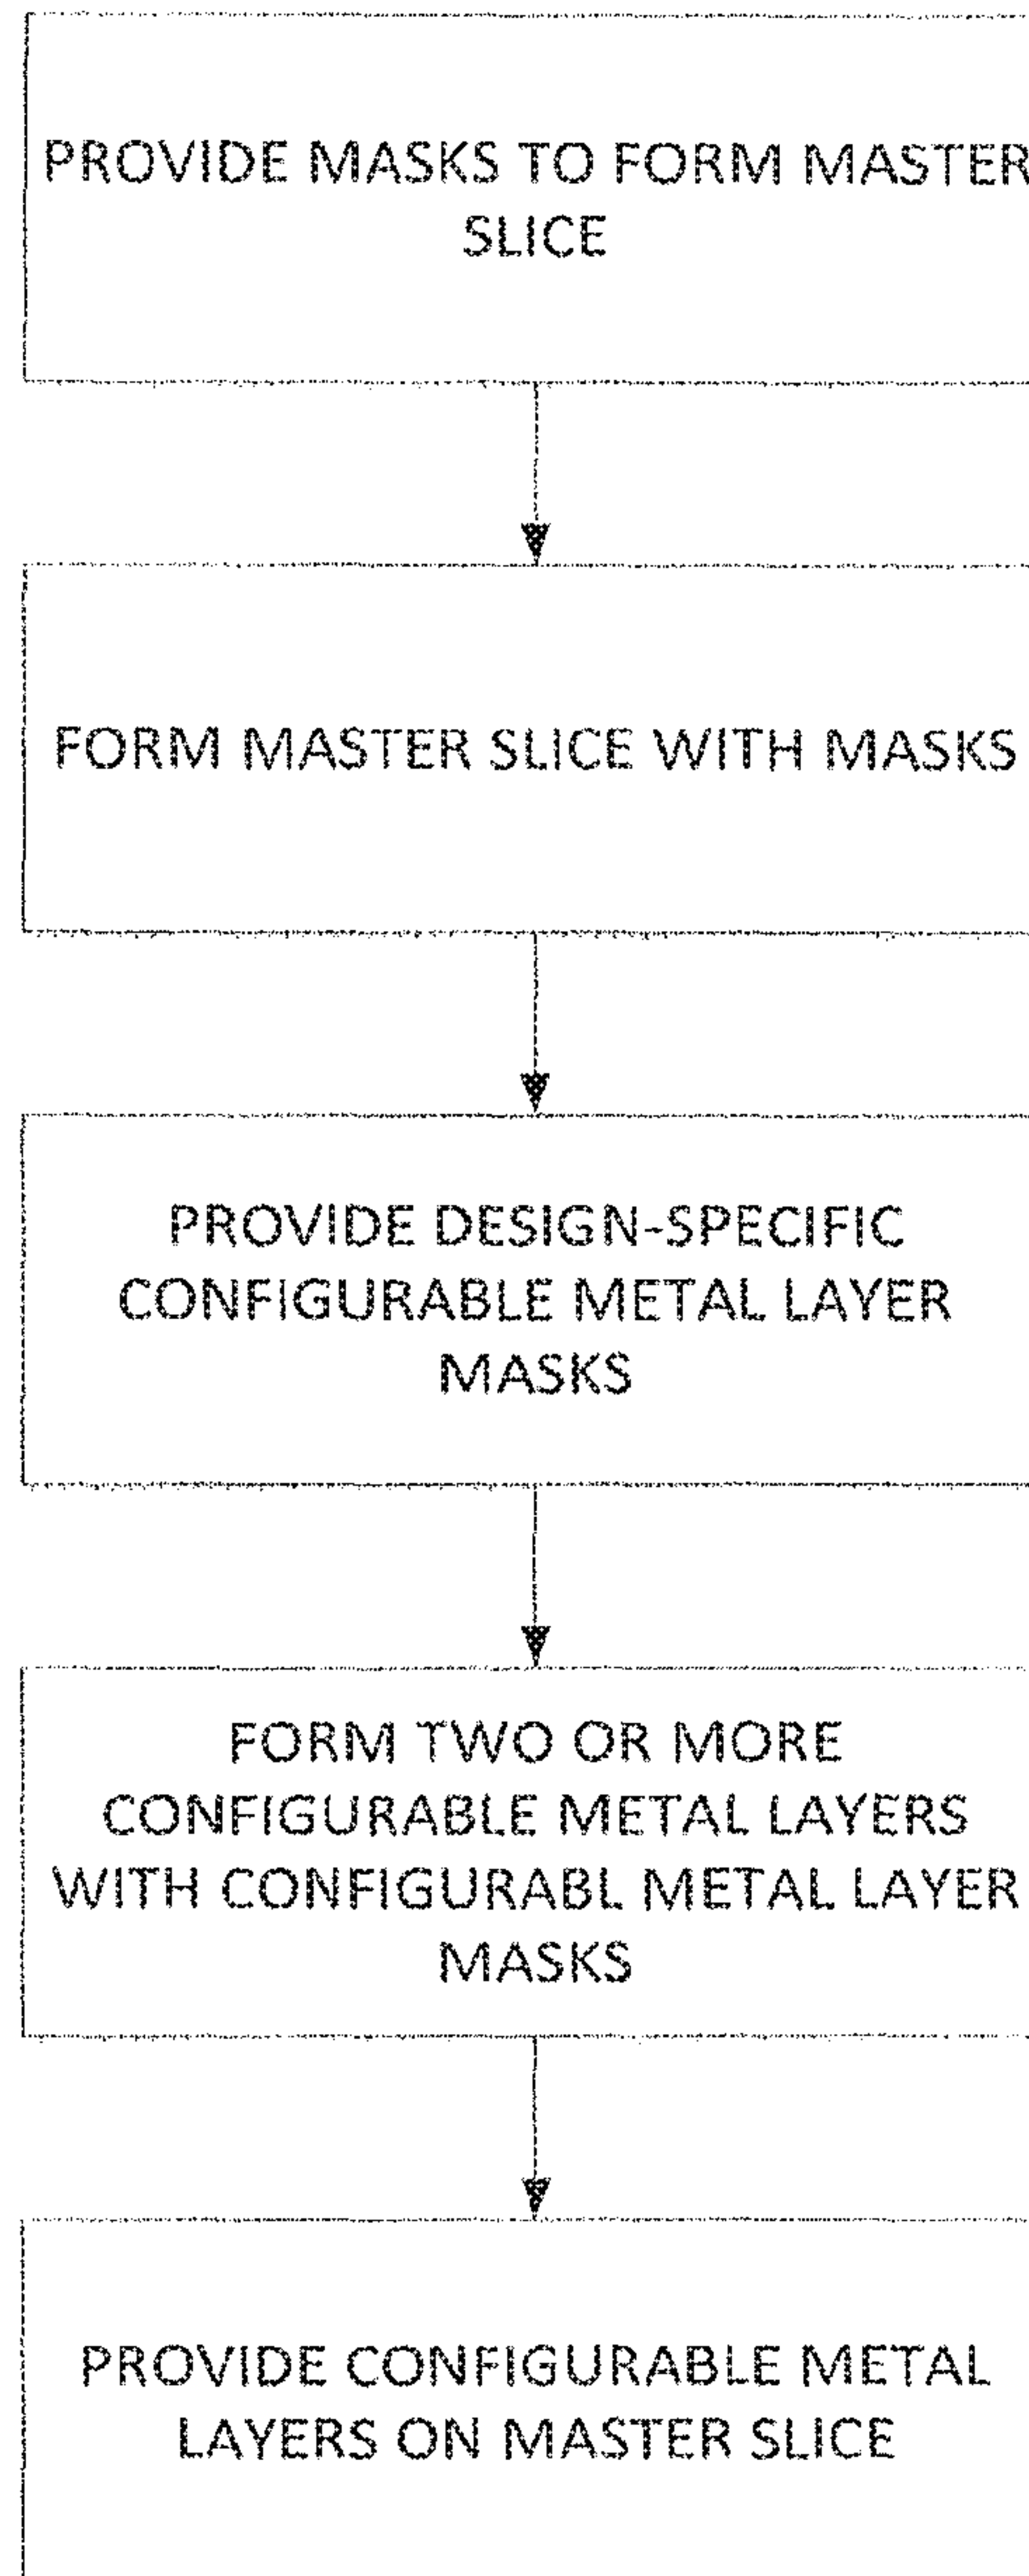 PROVIDE MASKS TO FORM MASTER
SLICE
FORM MASTER SLICE WITH MASKS
PROVIDE DESIGN-SPECIFIC
CONFIGURABLE METAL LAYER
MASKS
FORM TWO OR MORE
CONFIGURABLE METAL LAYERS
WITH CONFIGURABL METAL LAYER
MASKS
PROVIDE CONFIGURABLE METAL
LAYERS ON MASTER SLICE